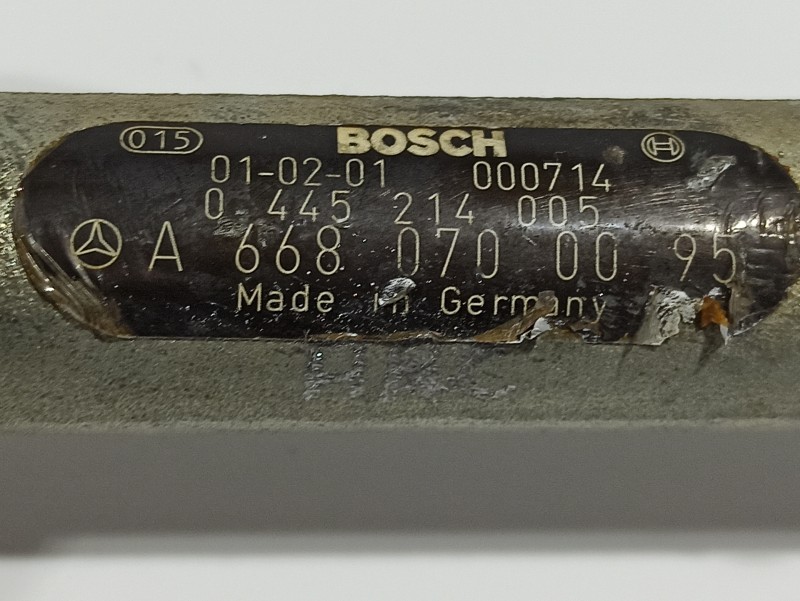 015 BOSCH
01-02-01 000714
0 445 214 005
A 668 070 00 95
Made in Germany